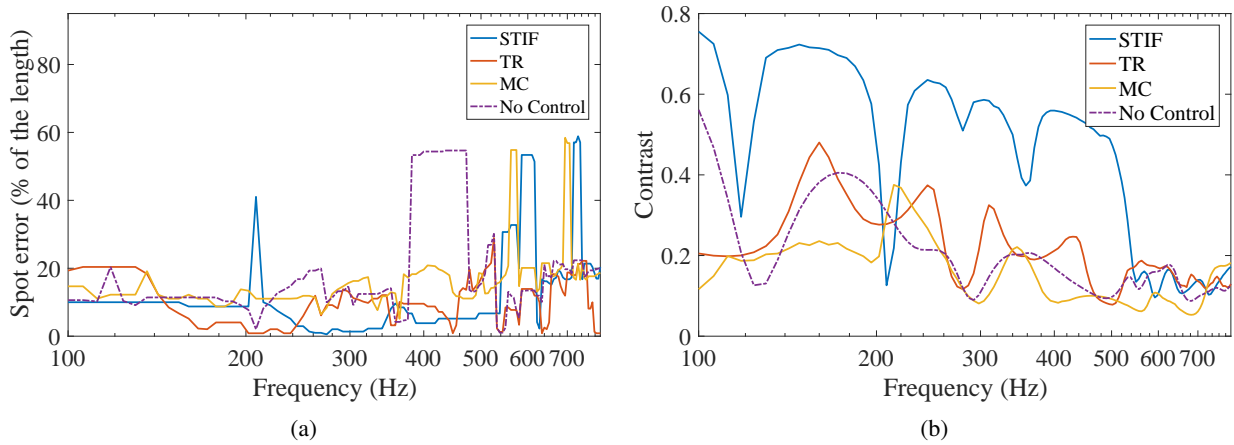 Spot error (% of the length)
80
60
40
20
0
100
200
300
400
500
600
700
Frequency (Hz)
STIF
TR
MC
No Control
(a)
Contrast
0.8
0.6
0.4
0.2
0
100
200
300
400
500
600
700
Frequency (Hz)
STIF
TR
MC
No Control
(b)